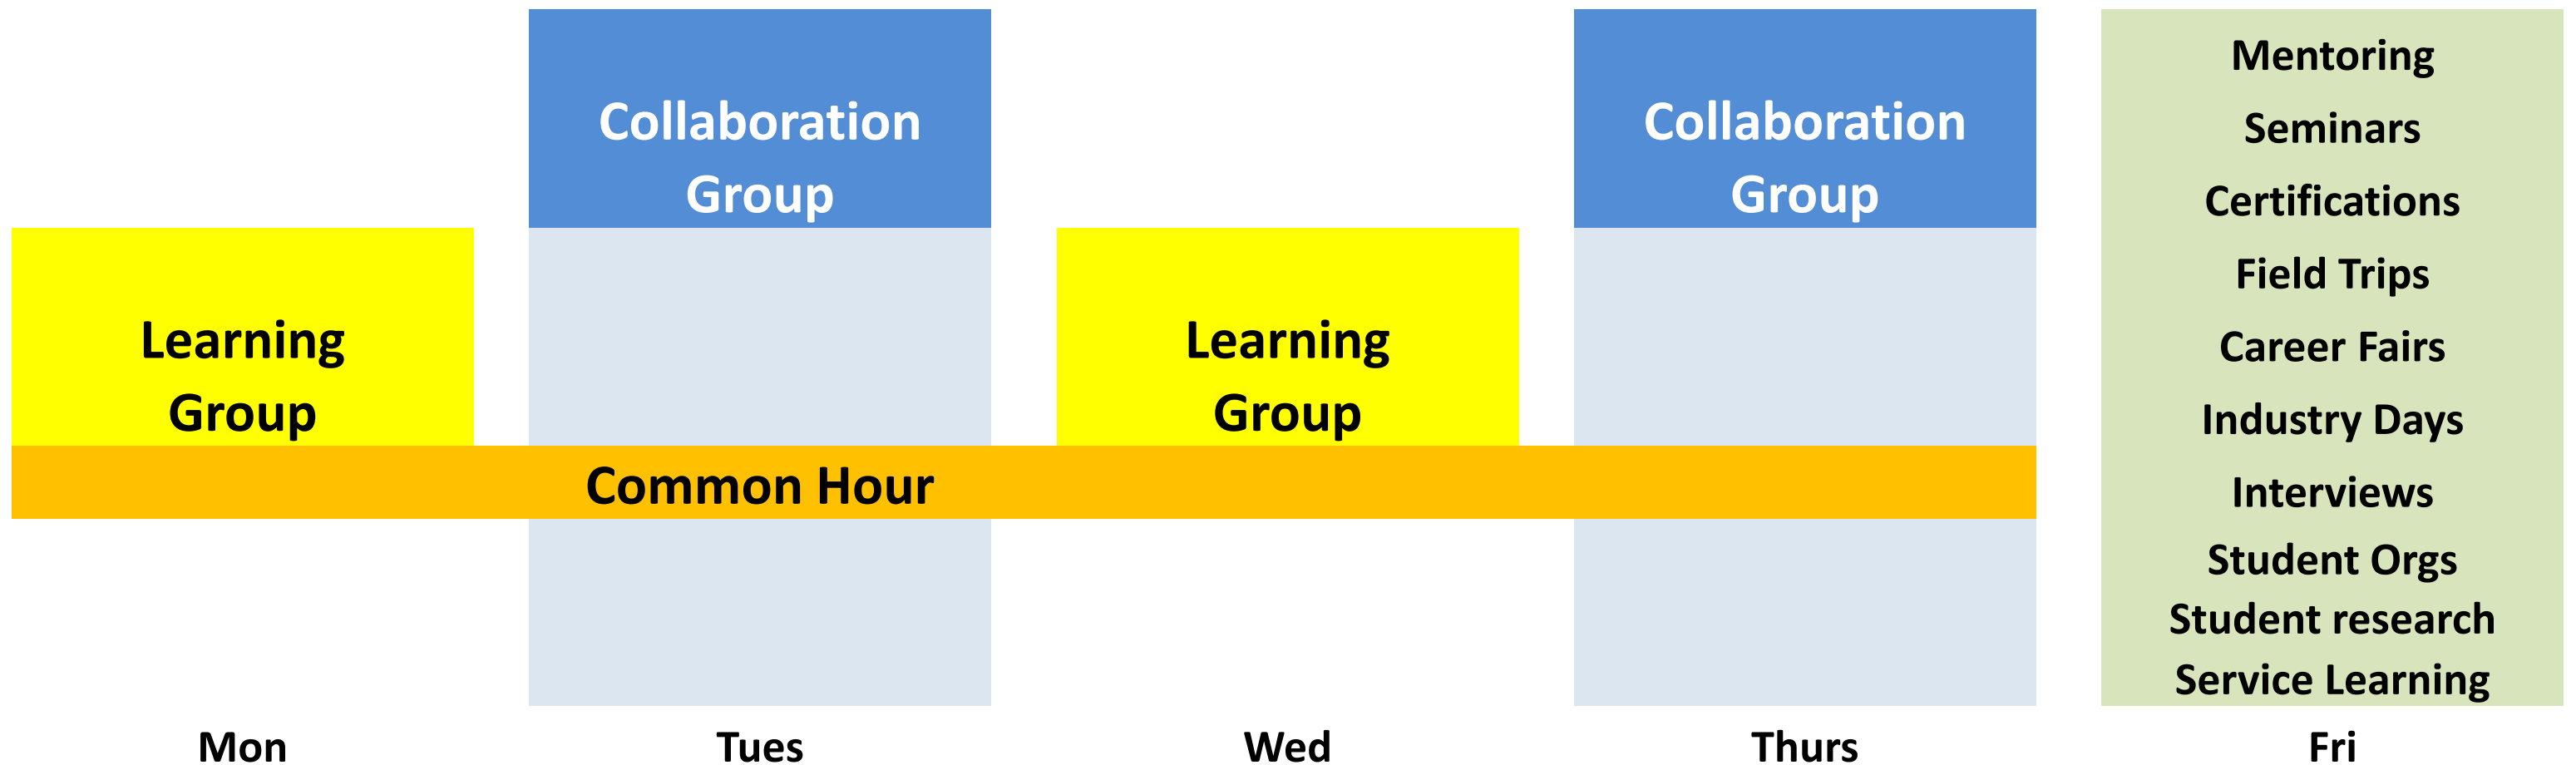 Collaboration
Group
Collaboration
Group
Learning
Group
Learning
Group
Common Hour
Mentoring
Seminars
Certifications
Field Trips
Career Fairs
Industry Days
Interviews
Student Orgs
Student research
Service Learning
Mon
Tues
Wed
Thurs
Fri